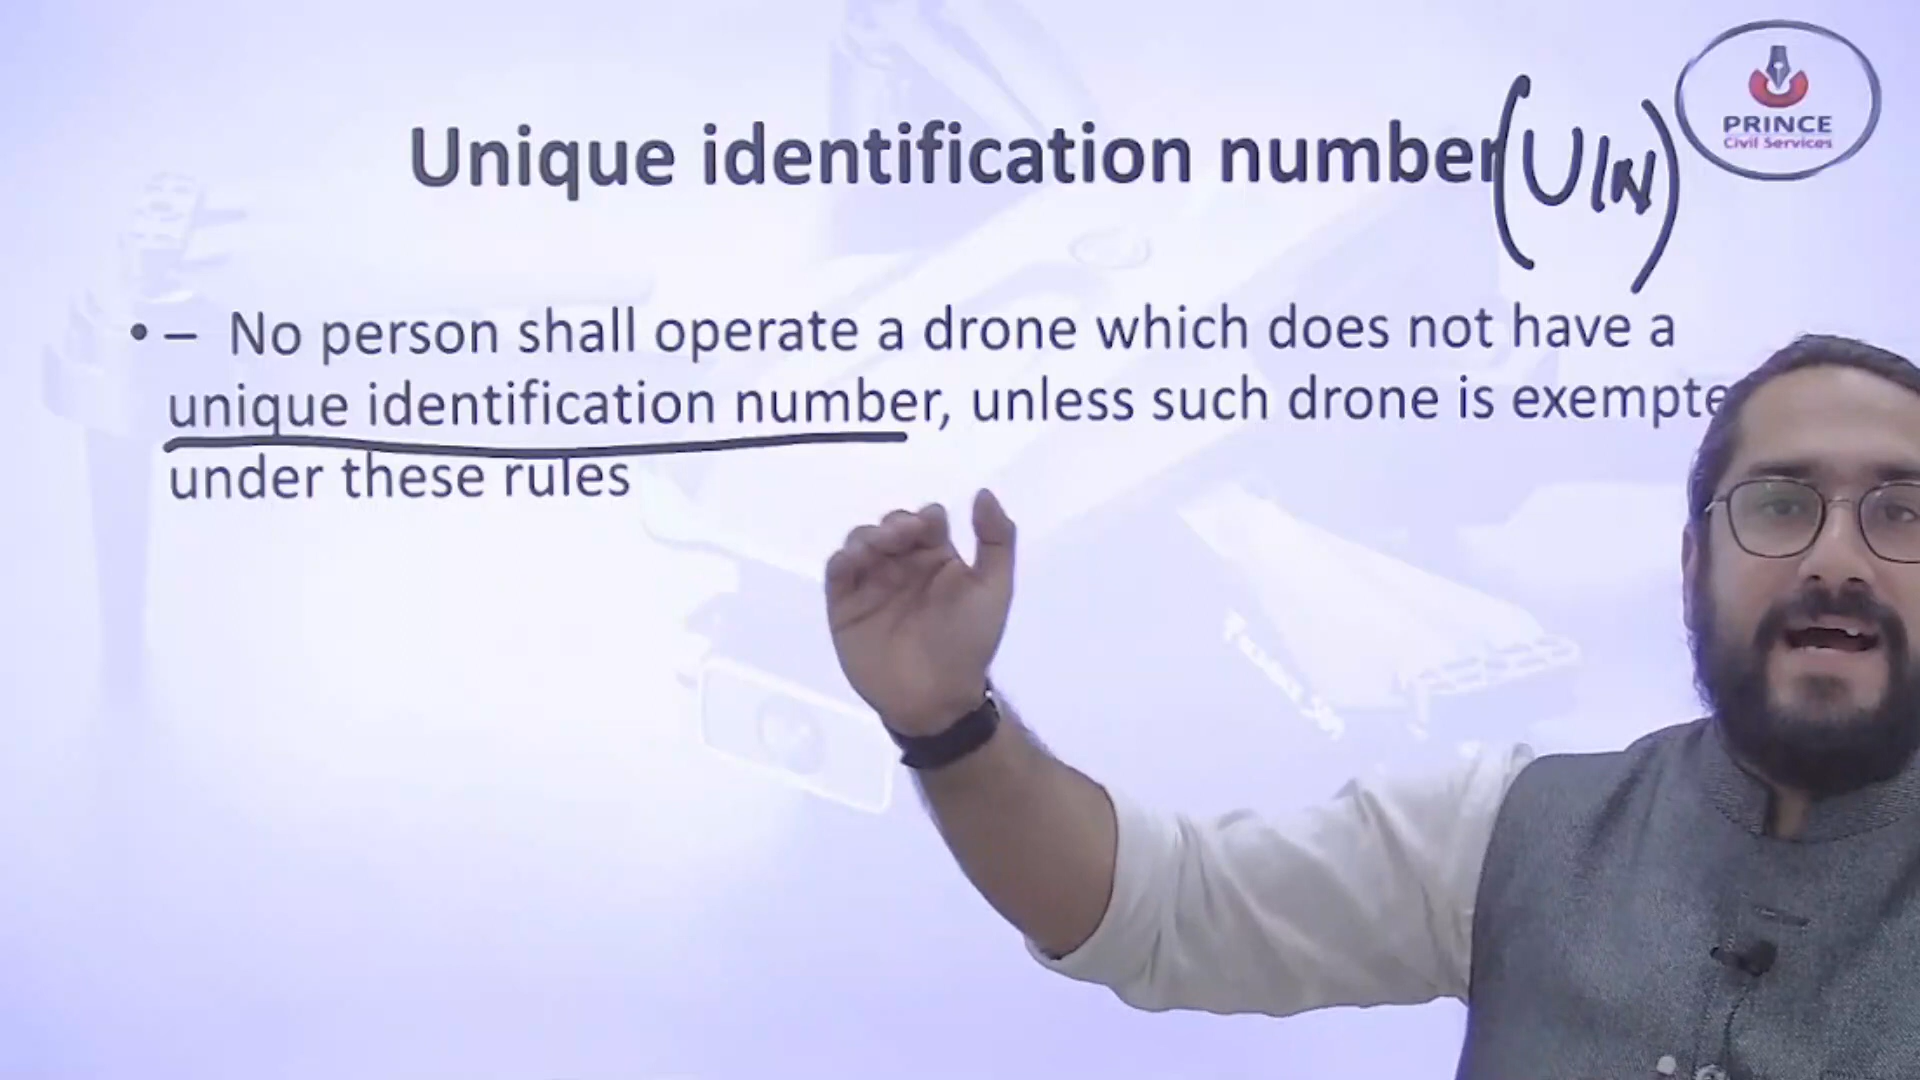 Unique identification number (UIN)
PRINCE
Civil Services
• – No person shall operate a drone which does not have a
unique identification number, unless such drone is exempte
under these rules